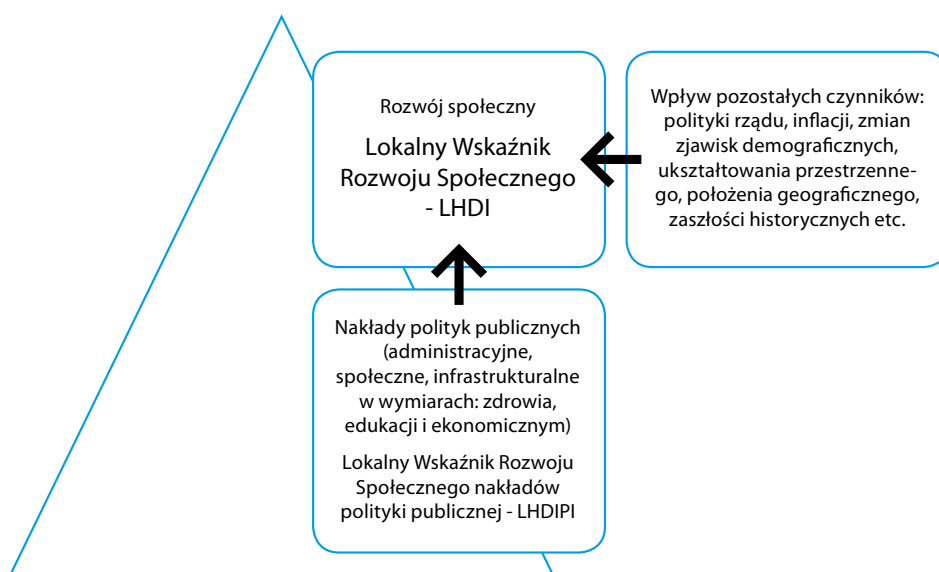 Rozwój społeczny
Lokalny Wskaźnik
Rozwoju Społecznego
- LHDI
Wpływ pozostałych czynników:
polityki rządu, inflacji, zmian
zjawisk demograficznych,
ukształtowania przestrzenne-
go, położenia geograficznego,
zaszłości historycznych etc.
Nakłady polityk publicznych
(administracyjne,
społeczne, infrastrukturalne
w wymiarach: zdrowia,
edukacji i ekonomicznym)
Lokalny Wskaźnik Rozwoju
Społecznego nakładów
polityki publicznej - LHDIPI